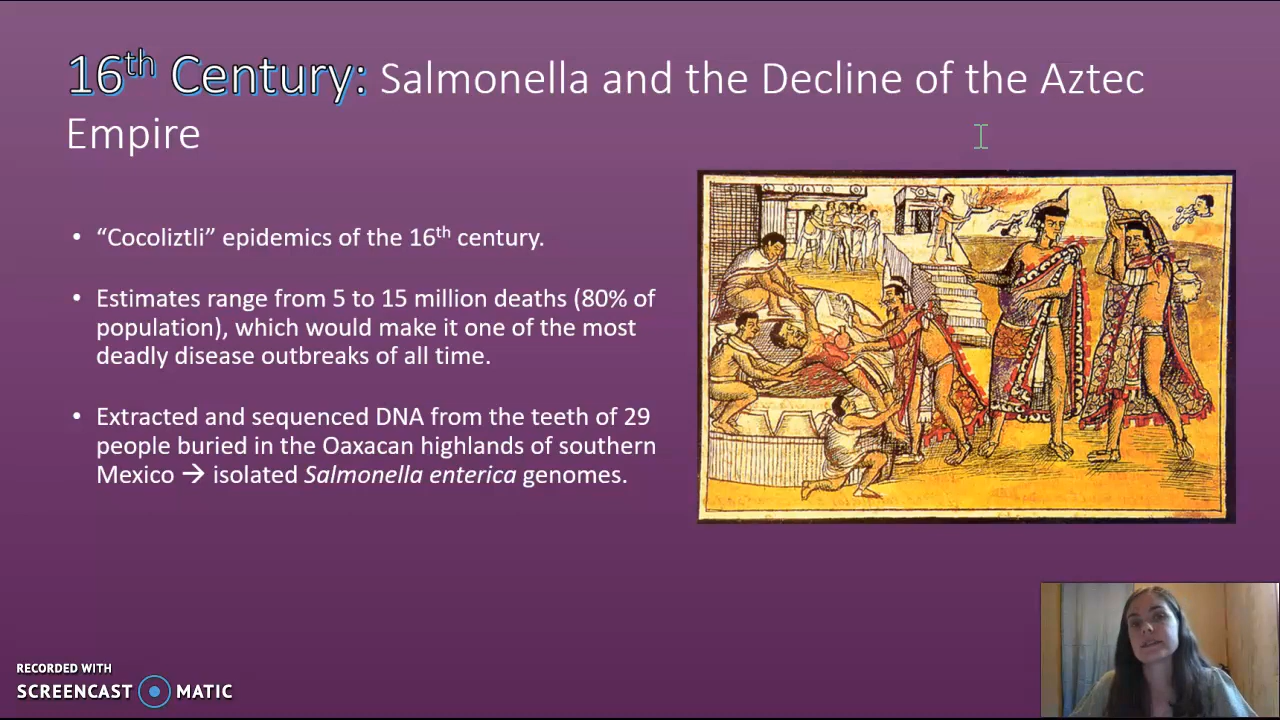 16th Century: Salmonella and the Decline of the Aztec
Empire
• “Cocoliztli” epidemics of the 16th century.
• Estimates range from 5 to 15 million deaths (80% of
population), which would make it one of the most
deadly disease outbreaks of all time.
• Extracted and sequenced DNA from the teeth of 29
people buried in the Oaxacan highlands of southern
Mexico → isolated Salmonella enterica genomes.
RECORDED WITH
SCREENCAST MATIC